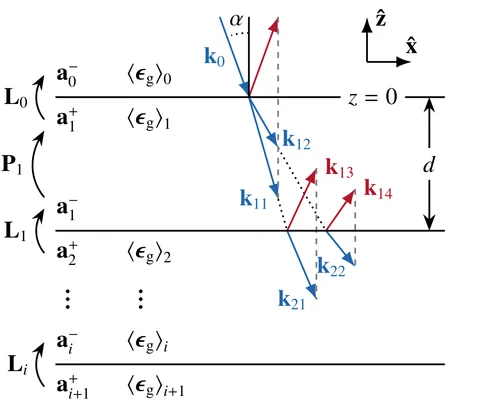 α
ẑ
x̂
k₀
a₀⁻ ⟨ϵg⟩₀
L₀
z = 0
a₁⁺ ⟨ϵg⟩₁
k₁₂
P₁
k₁₃
d
k₁₁
k₁₄
a₁⁻
L₁
a₂⁺ ⟨ϵg⟩₂
k₂₂
k₂₁
⋮ ⋮
aᵢ⁻ ⟨ϵg⟩ᵢ
Lᵢ
aᵢ₊₁⁺ ⟨ϵg⟩ᵢ₊₁